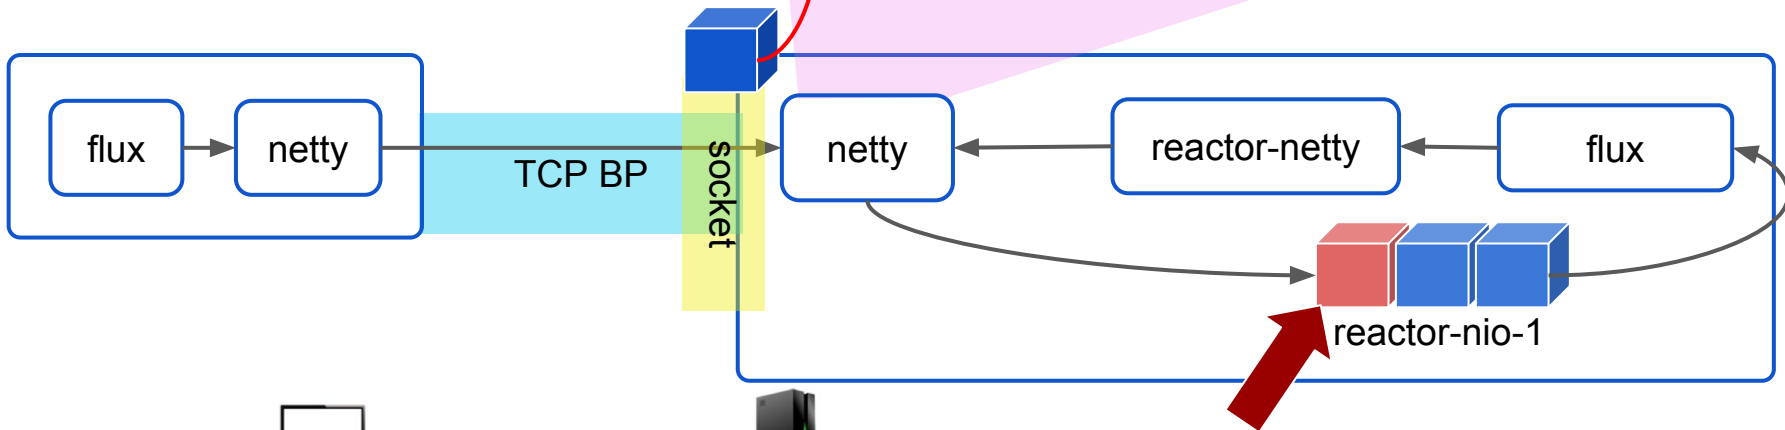 flux
netty
TCP BP
socket
netty
reactor-netty
flux
reactor-nio-1